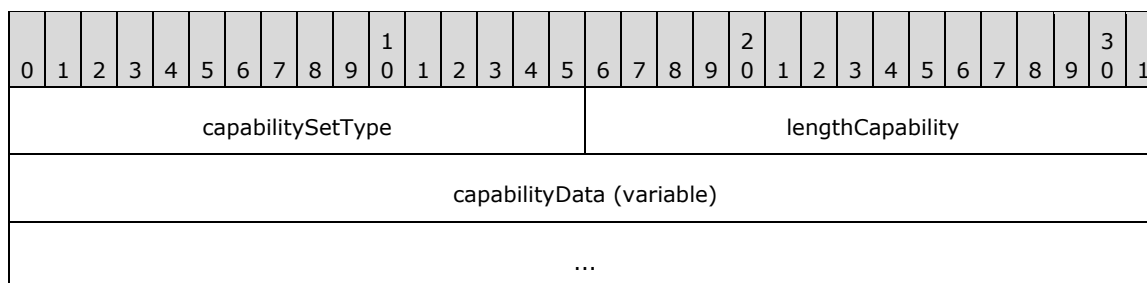 1 2 3
0 1 2 3 4 5 6 7 8 9 0 1 2 3 4 5 6 7 8 9 0 1 2 3 4 5 6 7 8 9 0 1
capabilitySetType lengthCapability
capabilityData (variable)
...